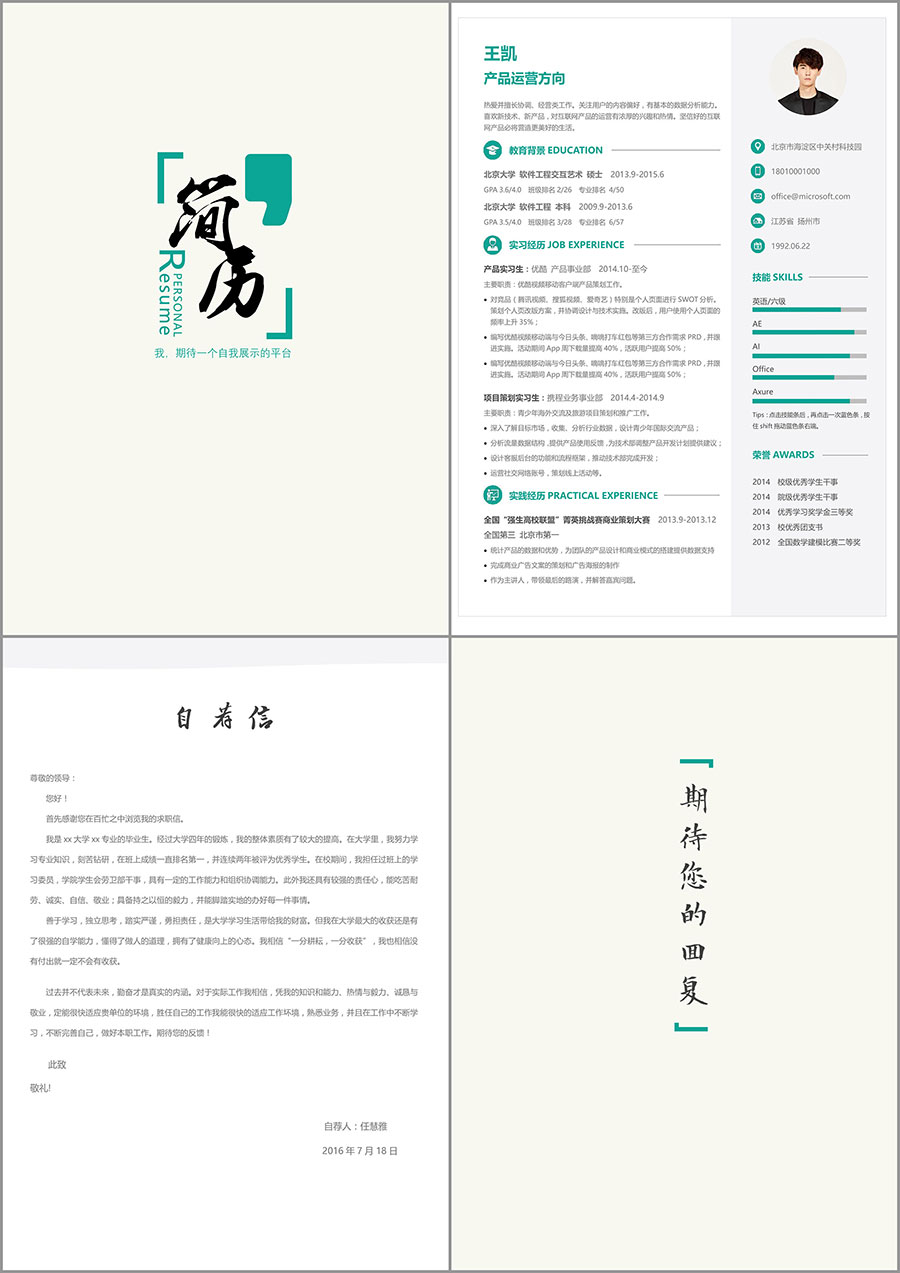 简历
PERSONAL
Resume
我，期待一个自我展示的平台
王凯
产品运营方向
热爱并擅长协调、经营类工作。关注用户的内容偏好，有基本的数据分析能力。
喜欢新技术、新产品，对互联网产品的运营有浓厚的兴趣和热情。坚信好的互联
网产品必将营造更美好的生活。
教育背景 EDUCATION
北京大学 软件工程交互艺术 硕士 2013.9-2015.6
GPA 3.6/4.0 班级排名 2/26 专业排名 4/50
北京大学 软件工程 本科 2009.9-2013.6
GPA 3.5/4.0 班级排名 3/28 专业排名 6/57
实习经历 JOB EXPERIENCE
产品实习生：优酷 产品事业部 2014.10-至今
主要职责：优酷视频移动客户端产品策划工作。
• 对竞品（腾讯视频、搜狐视频、爱奇艺）特别是个人页面进行 SWOT 分析。
策划个人页改版方案，并协调设计与技术实施。改版后，用户使用个人页面的
频率上升 35%；
• 编写优酷视频移动端与今日头条、嘀嘀打车红包等第三方合作需求 PRD，并跟
进实施。活动期间 App 周下载量提高 40%，活跃用户提高 50%；
• 编写优酷视频移动端与今日头条、嘀嘀打车红包等第三方合作需求 PRD，并跟
进实施。活动期间 App 周下载量提高 40%，活跃用户提高 50%；
项目策划实习生：携程业务事业部 2014.4-2014.9
主要职责：青少年海外交流及旅游项目策划和推广工作。
• 深入了解目标市场，收集、分析行业数据，设计青少年国际交流产品；
• 分析流量数据结构，提供产品使用反馈，为技术部调整产品开发计划提供建议；
• 设计客服后台的功能和流程框架，推动技术部完成开发；
• 运营社交网络账号，策划线上活动等。
实践经历 PRACTICAL EXPERIENCE
全国“强生高校联盟”菁英挑战赛商业策划大赛 2013.9-2013.12
全国第三 北京市第一
• 统计产品的数据和优势，为团队的产品设计和商业模式的搭建提供数据支持
• 完成商业广告文案的策划和广告海报的制作
• 作为主讲人，带领最后的路演，并解答嘉宾问题。
北京市海淀区中关村科技园
18010001000
office@microsoft.com
江苏省 扬州市
1992.06.22
技能 SKILLS
英语/六级
AE
AI
Office
Axure
Tips：点击技能条后，再点击一次蓝色条，按
住 shift 拖动蓝色条右端。
荣誉 AWARDS
2014 校级优秀学生干事
2014 院级优秀学生干事
2014 优秀学习奖学金三等奖
2013 校优秀团支书
2012 全国数学建模比赛二等奖
自荐信
尊敬的领导：
您好！
首先感谢您在百忙之中浏览我的求职信。
我是 xx 大学 xx 专业的毕业生。经过大学四年的锻炼，我的整体素质有了较大的提高。在大学里，我努力学
习专业知识，刻苦钻研，在班上成绩一直排名第一，并连续两年被评为优秀学生。在校期间，我担任过班上的学
习委员，学院学生会劳卫部干事，具有一定的工作能力和组织协调能力。此外我还具有较强的责任心，能吃苦耐
劳、诚实、自信、敬业；具备持之以恒的毅力，并能脚踏实地的办好每一件事情。
善于学习，独立思考，踏实严谨，勇担责任，是大学学习生活带给我的财富。但我在大学最大的收获还是有
了很强的自学能力，懂得了做人的道理，拥有了健康向上的心态。我相信“一分耕耘，一分收获”，我也相信没
有付出就一定不会有收获。
过去并不代表未来，勤奋才是真实的内涵。对于实际工作我相信，凭我的知识和能力、热情与毅力、诚恳与
敬业，定能很快适应贵单位的环境，胜任自己的工作我能很快的适应工作环境，熟悉业务，并且在工作中不断学
习，不断完善自己，做好本职工作。期待您的反馈！
此致
敬礼!
自荐人：任慧雅
2016 年 7 月 18 日
期待您的回复